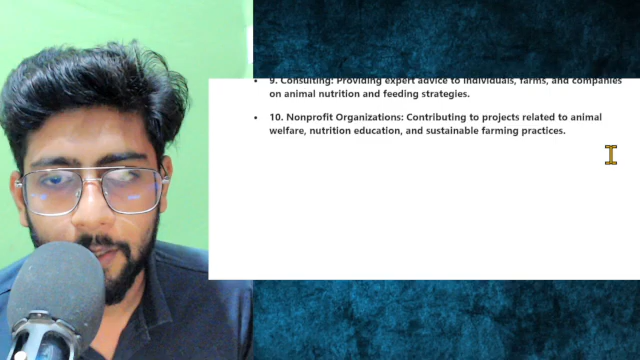 • 9. Consulting: Providing expert advice to individuals, farms, and companies
on animal nutrition and feeding strategies.
• 10. Nonprofit Organizations: Contributing to projects related to animal
welfare, nutrition education, and sustainable farming practices.